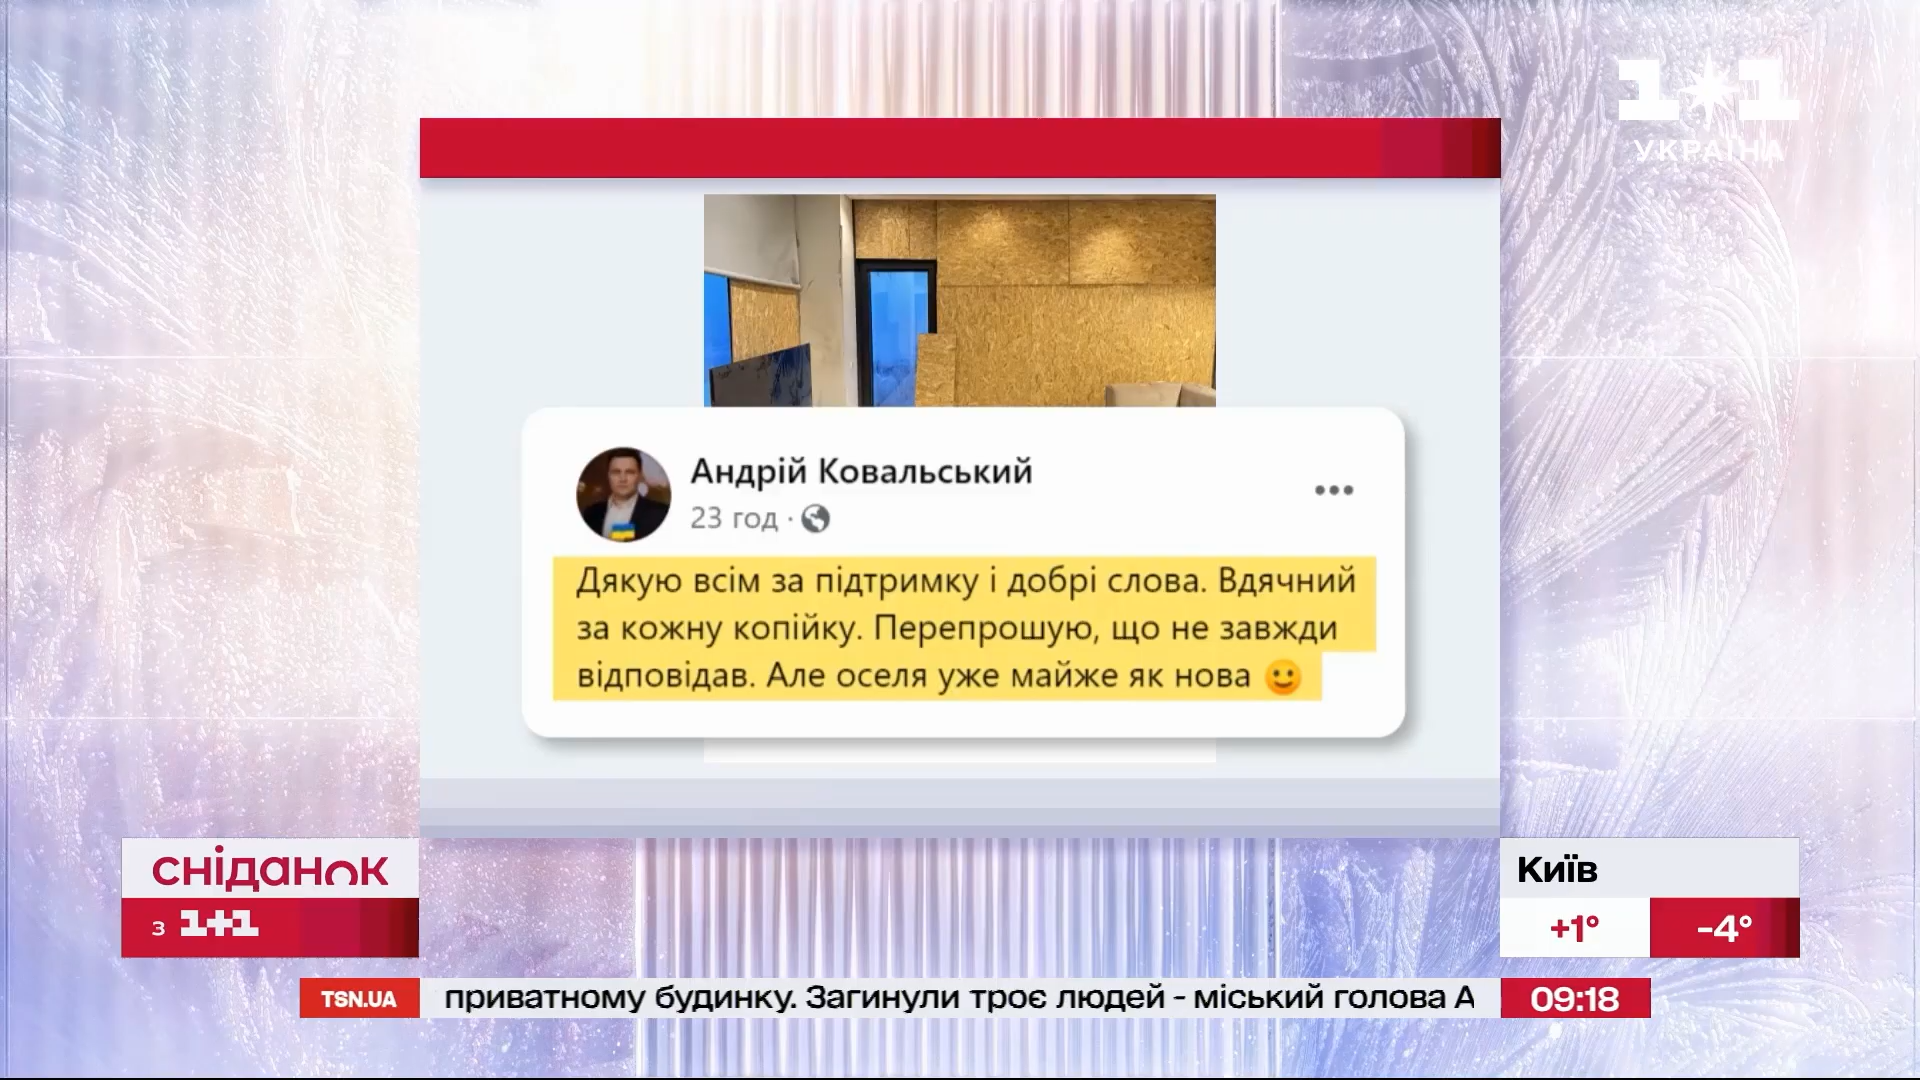 1+1
УКРАЇНА
Андрій Ковальський
23 год ·
Дякую всім за підтримку і добрі слова. Вдячний
за кожну копійку. Перепрошую, що не завжди
відповідав. Але оселя уже майже як нова
сніданок
з 1+1
Київ
+1° -4°
TSN.UA приватному будинку. Загинули троє людей - міський голова А 09:18